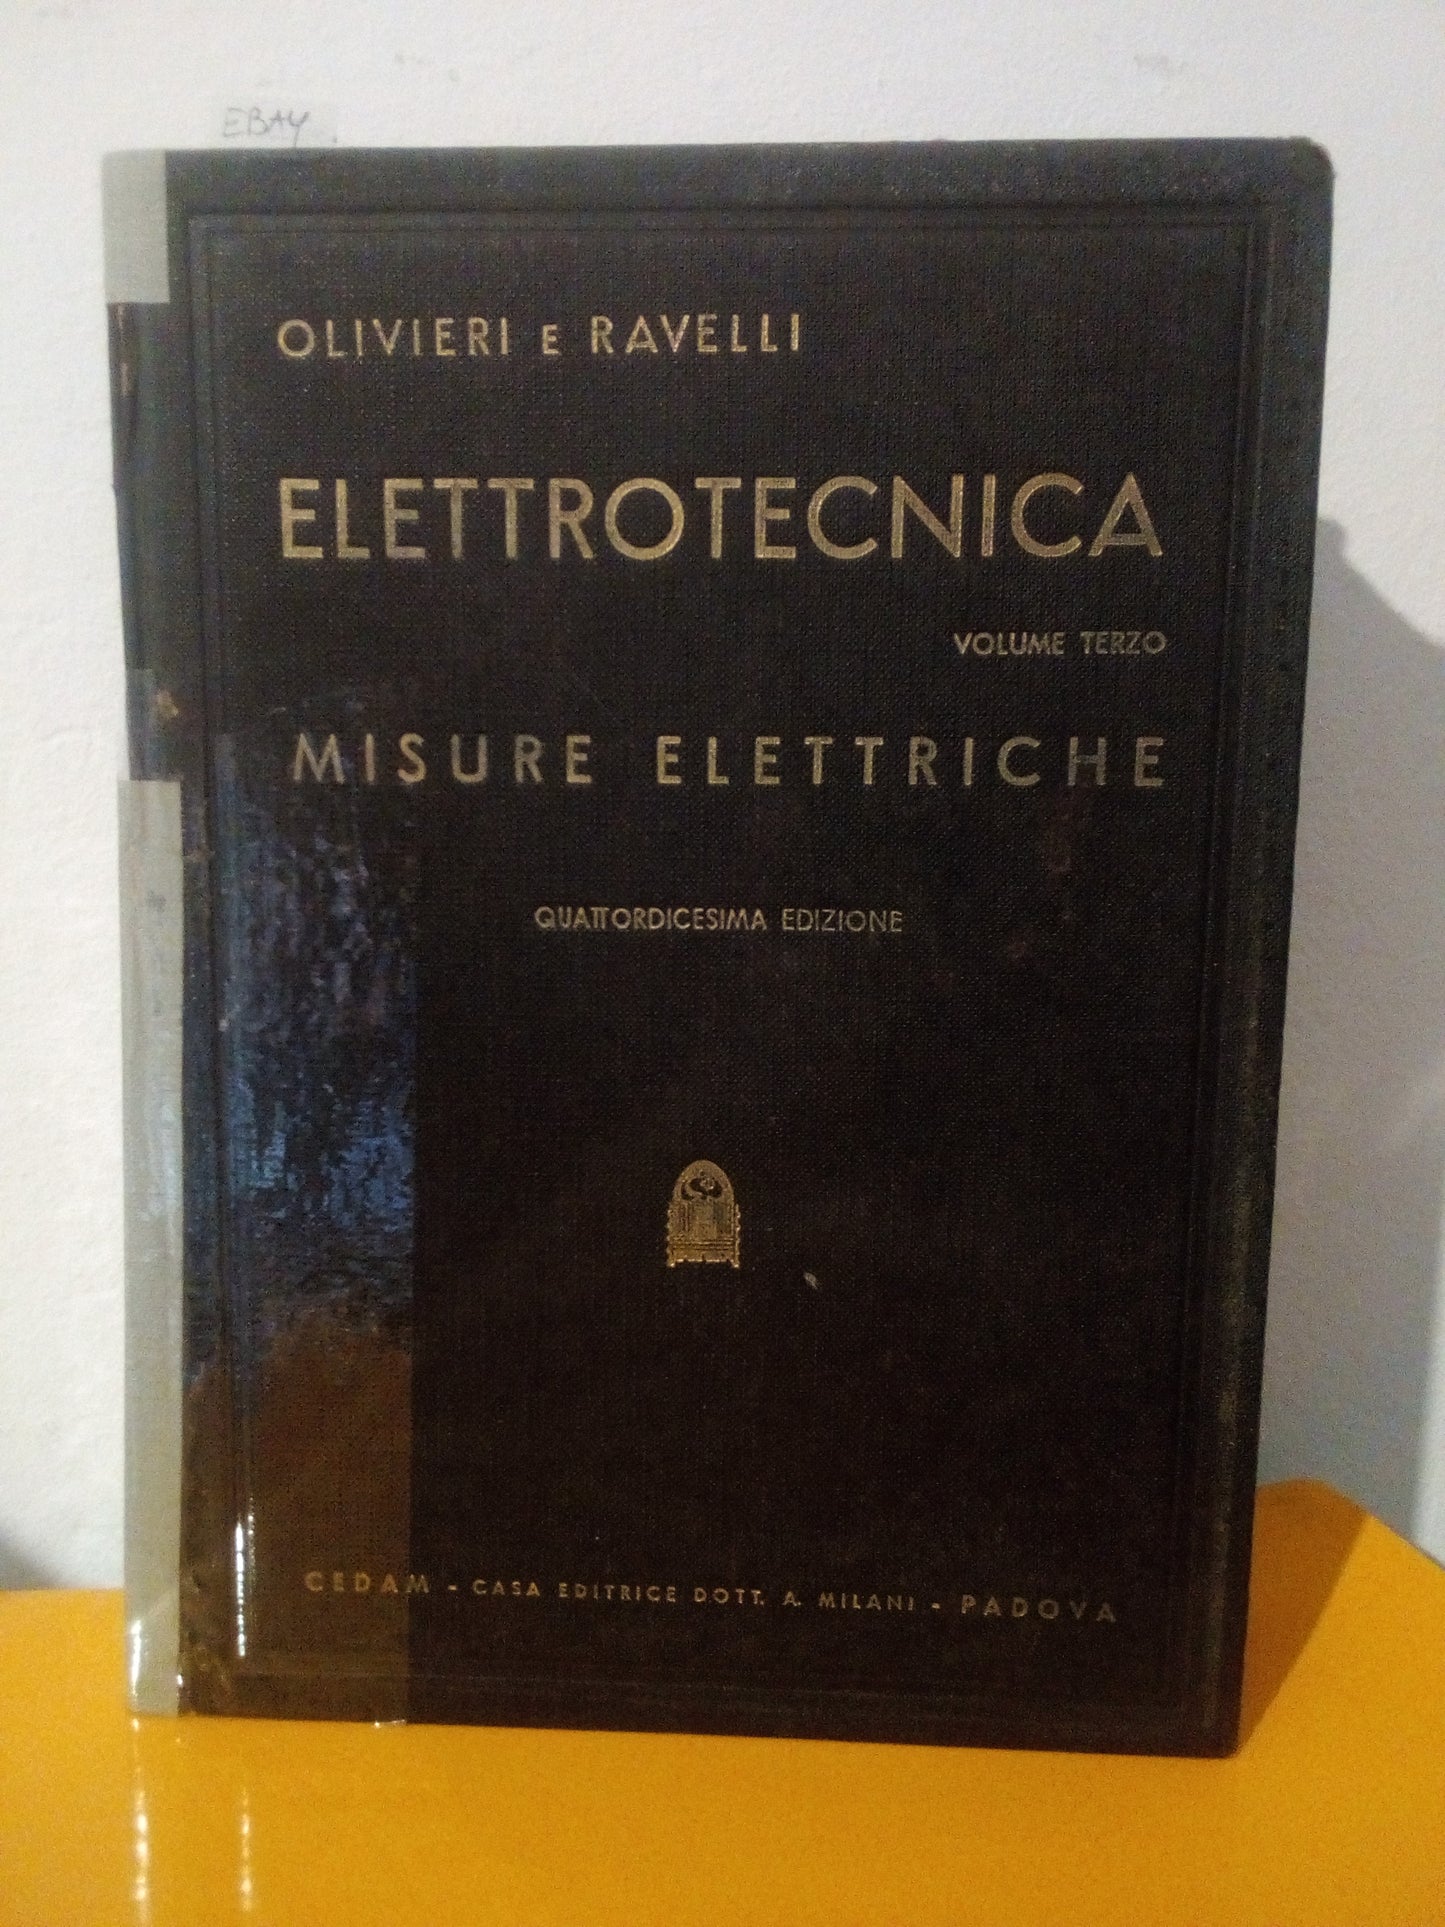 EBAY
OLIVIERI E RAVELLI
ELETTROTECNICA
VOLUME TERZO
MISURE ELETTRICHE
QUATTORDICESIMA EDIZIONE
CEDAM - CASA EDITRICE DOTT. A. MILANI - PADOVA